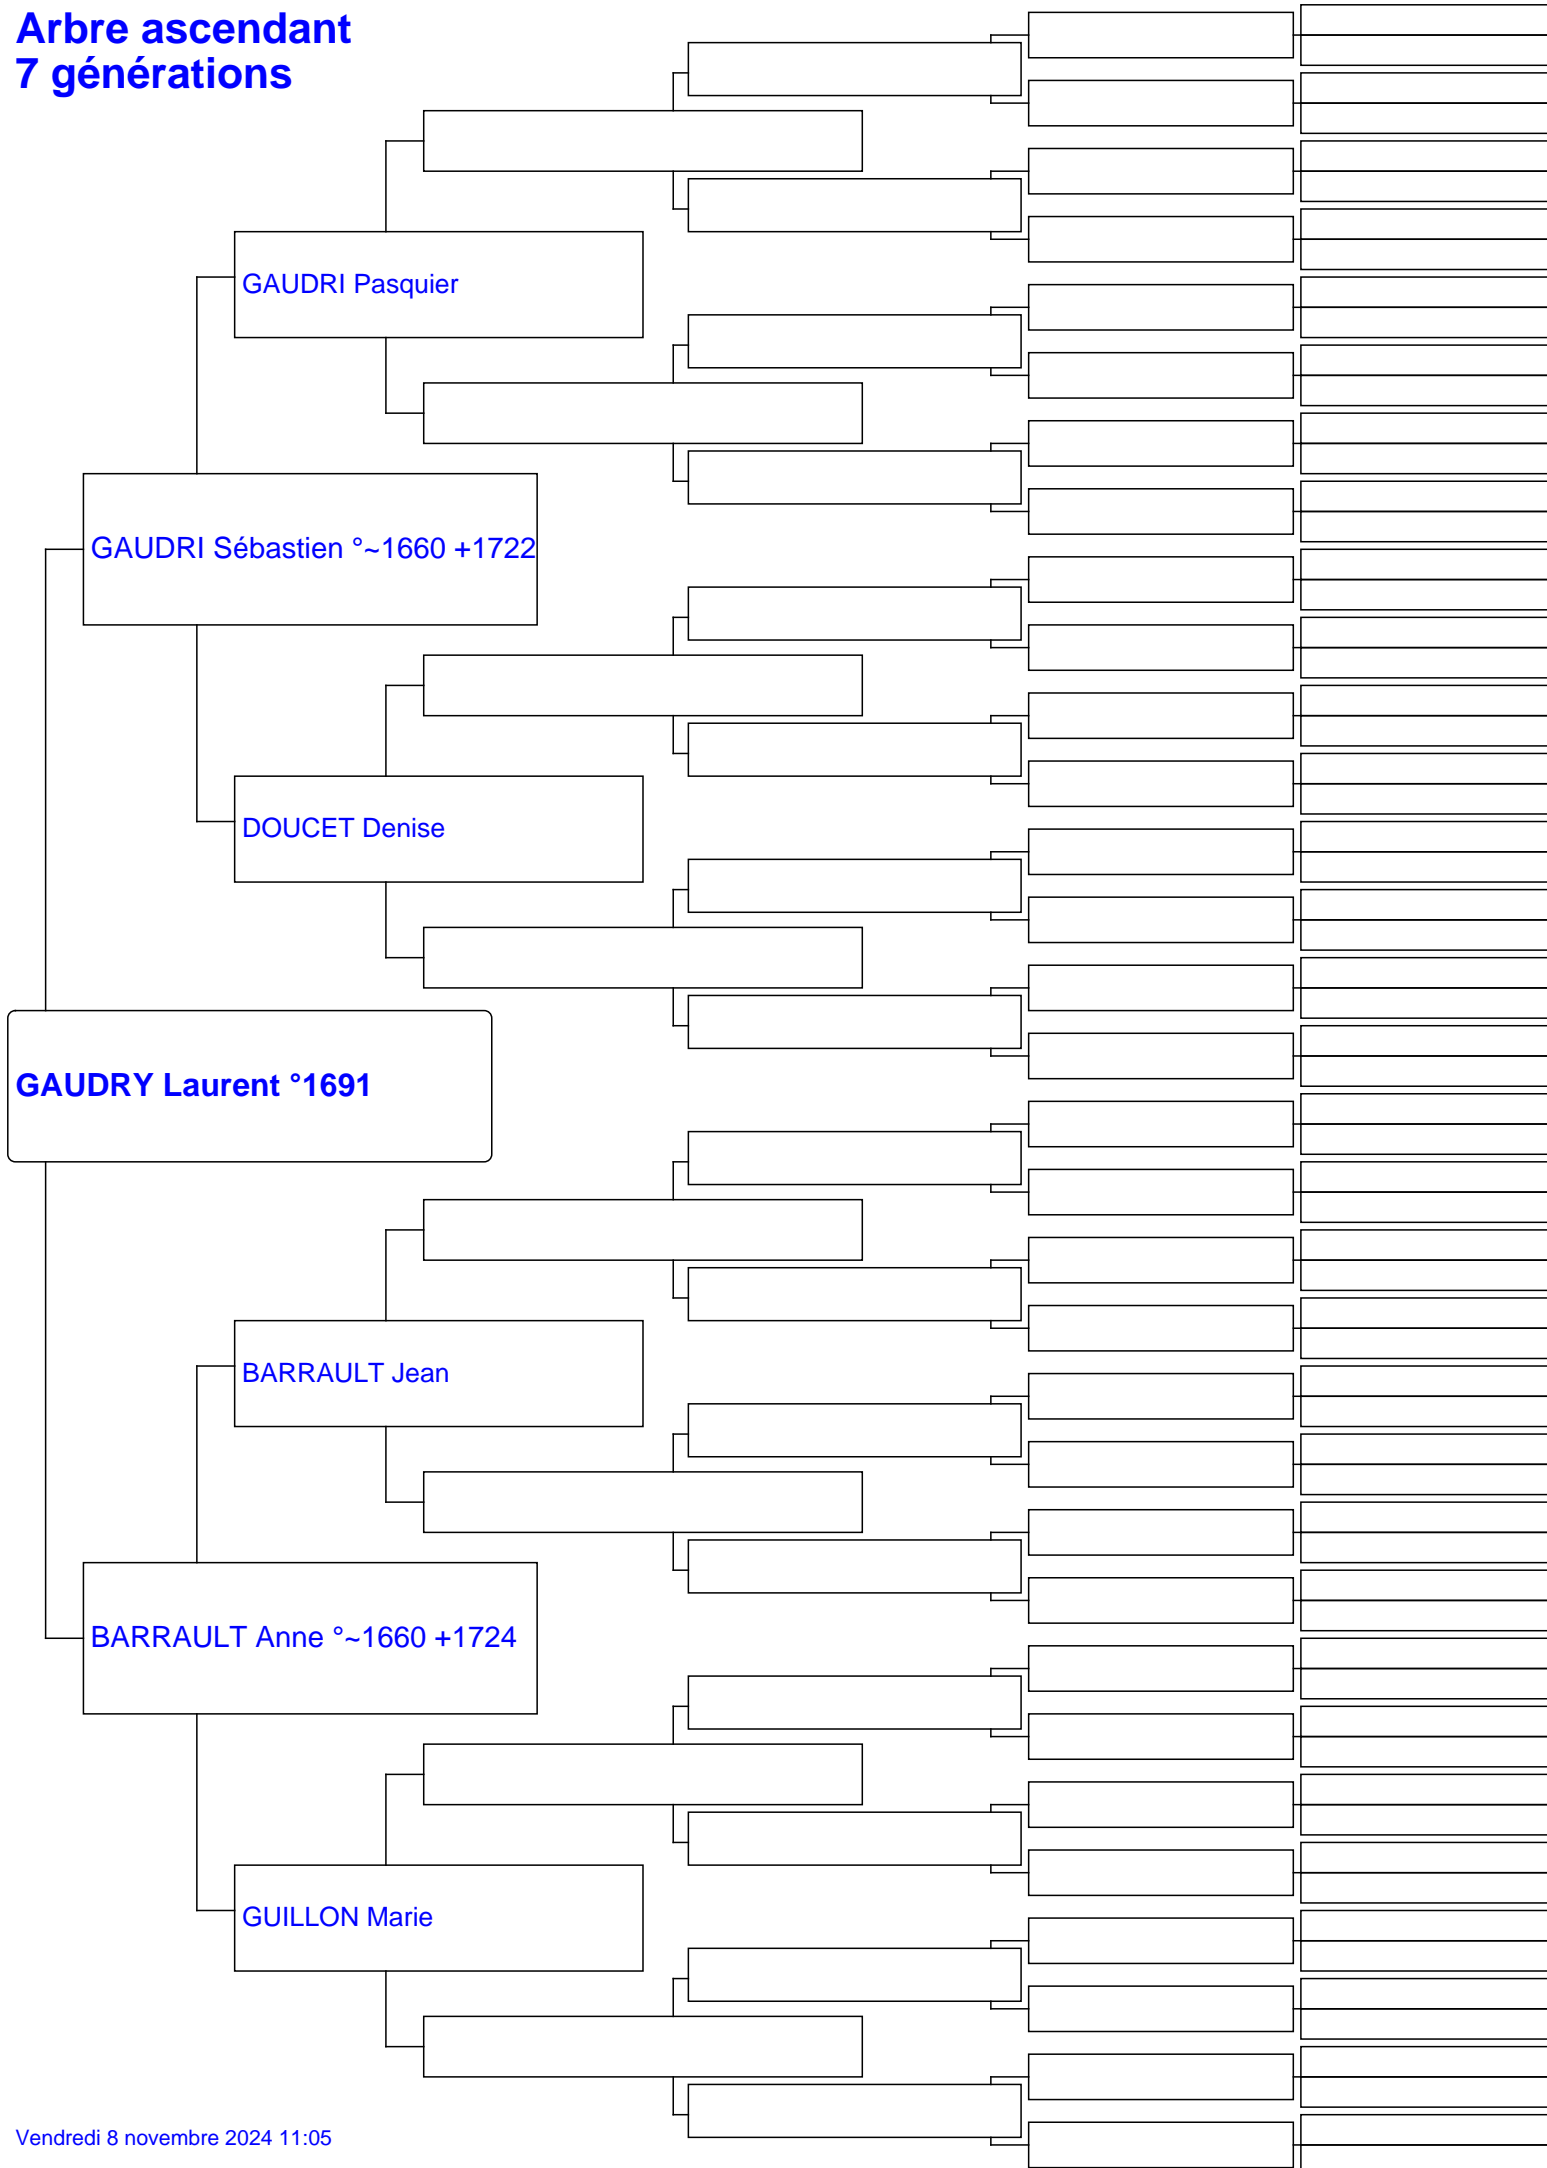 Arbre ascendant
7 générations
GAUDRI Pasquier
GAUDRI Sébastien °~1660 +1722
DOUCET Denise
GAUDRY Laurent °1691
BARRAULT Jean
BARRAULT Anne °~1660 +1724
GUILLON Marie
Vendredi 8 novembre 2024 11:05